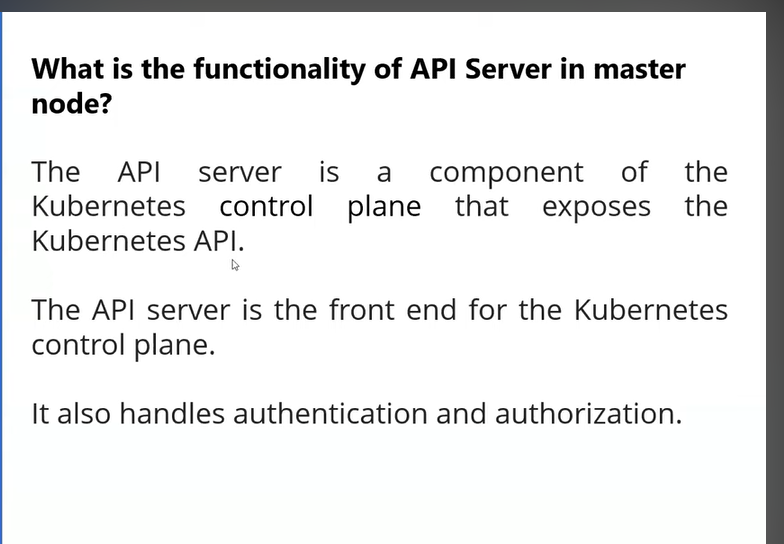 What is the functionality of API Server in master
node?
The API server is a component of the
Kubernetes control plane that exposes the
Kubernetes API.
The API server is the front end for the Kubernetes
control plane.
It also handles authentication and authorization.